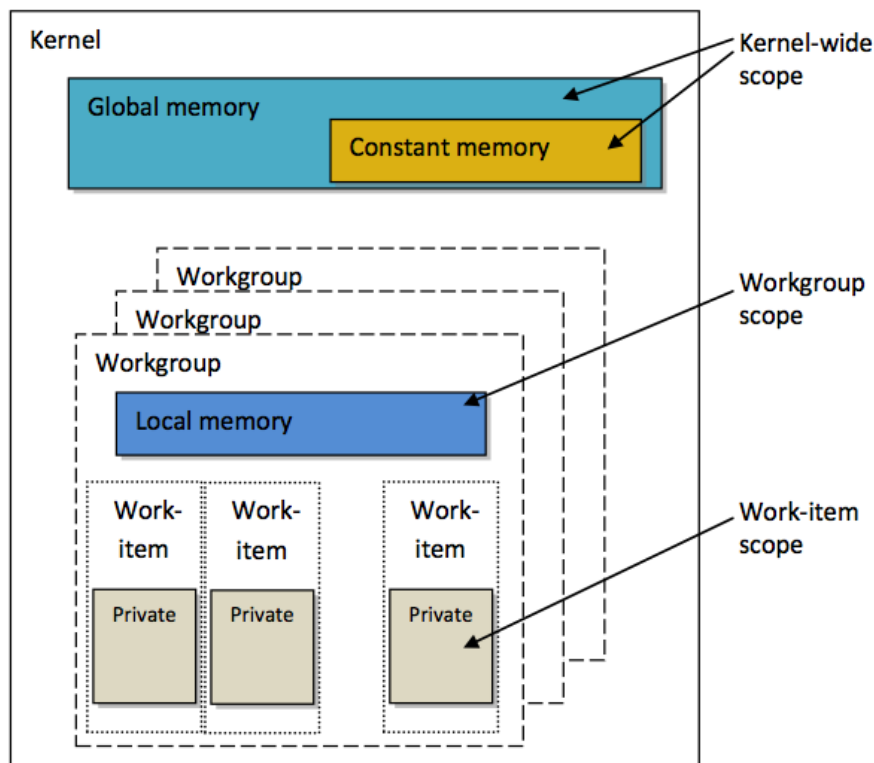 Kernel
Kernel-wide
scope
Global memory
Constant memory
Workgroup
Workgroup
Workgroup
Workgroup
scope
Local memory
Work-
item
Work-
item
Work-
item
Work-item
scope
Private
Private
Private